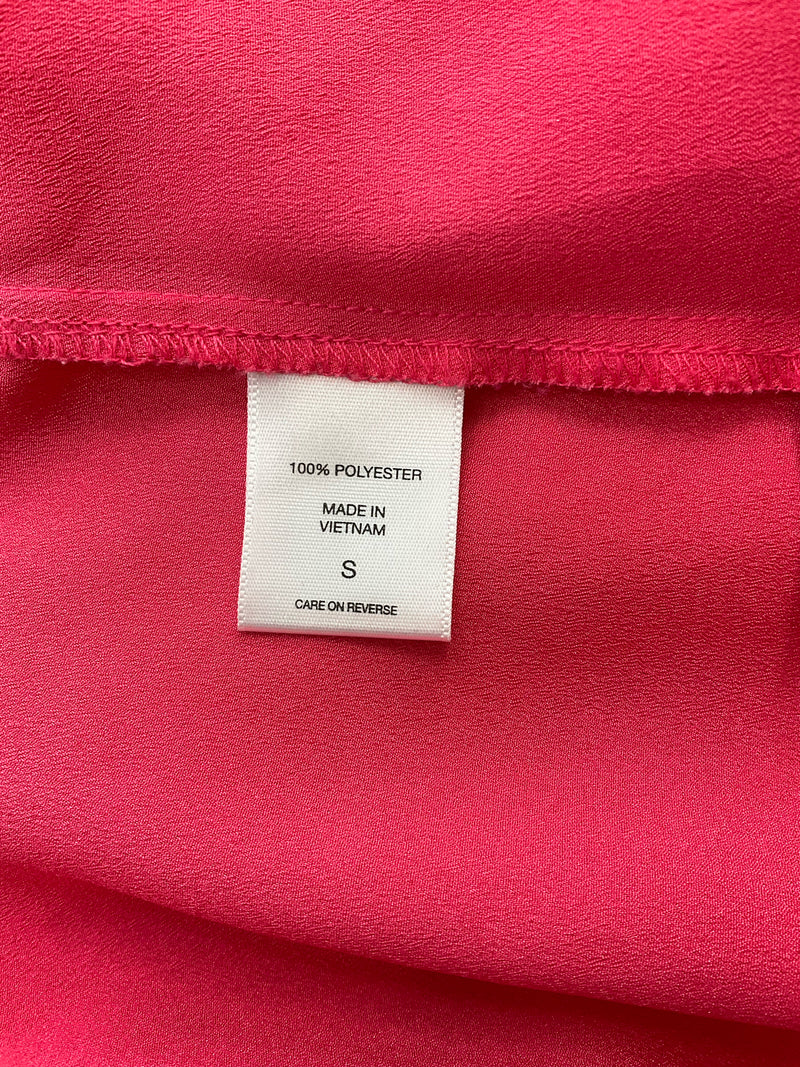 100% POLYESTER
MADE IN
VIETNAM
S
CARE ON REVERSE